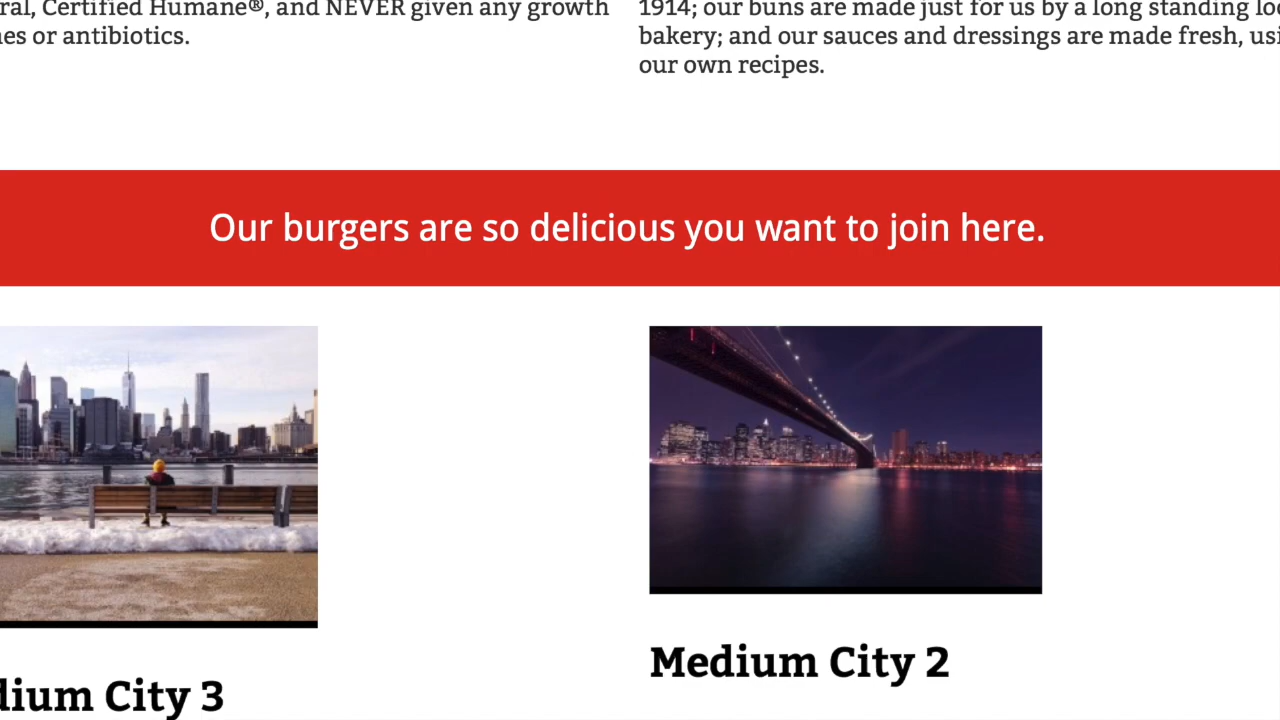 ral, Certified Humane®, and NEVER given any growth
es or antibiotics.
1914; our buns are made just for us by a long standing
bakery; and our sauces and dressings are made fresh,
our own recipes.
Our burgers are so delicious you want to join here.
dium City 3
Medium City 2